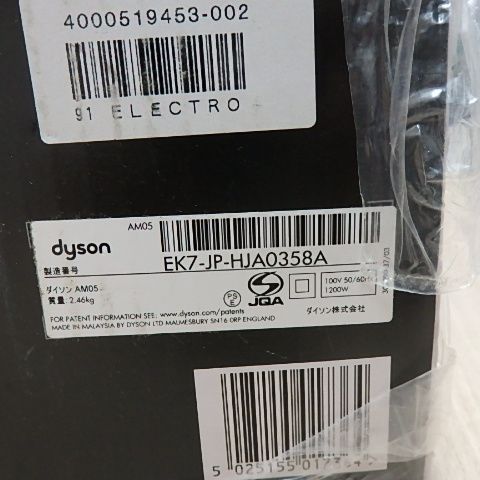 4000519453-002
91 ELECTRO
AM05
dyson
製造番号
EK7-JP-HJA0358A
ダイソン AM05
質量: 2.46kg
PS E
JQA
100V 50/60Hz
1200W
FOR PATENT INFORMATION SEE: www.dyson.com/patents
MADE IN MALAYSIA BY DYSON LTD MALMESBURY SN16 0RP ENGLAND
ダイソン株式会社